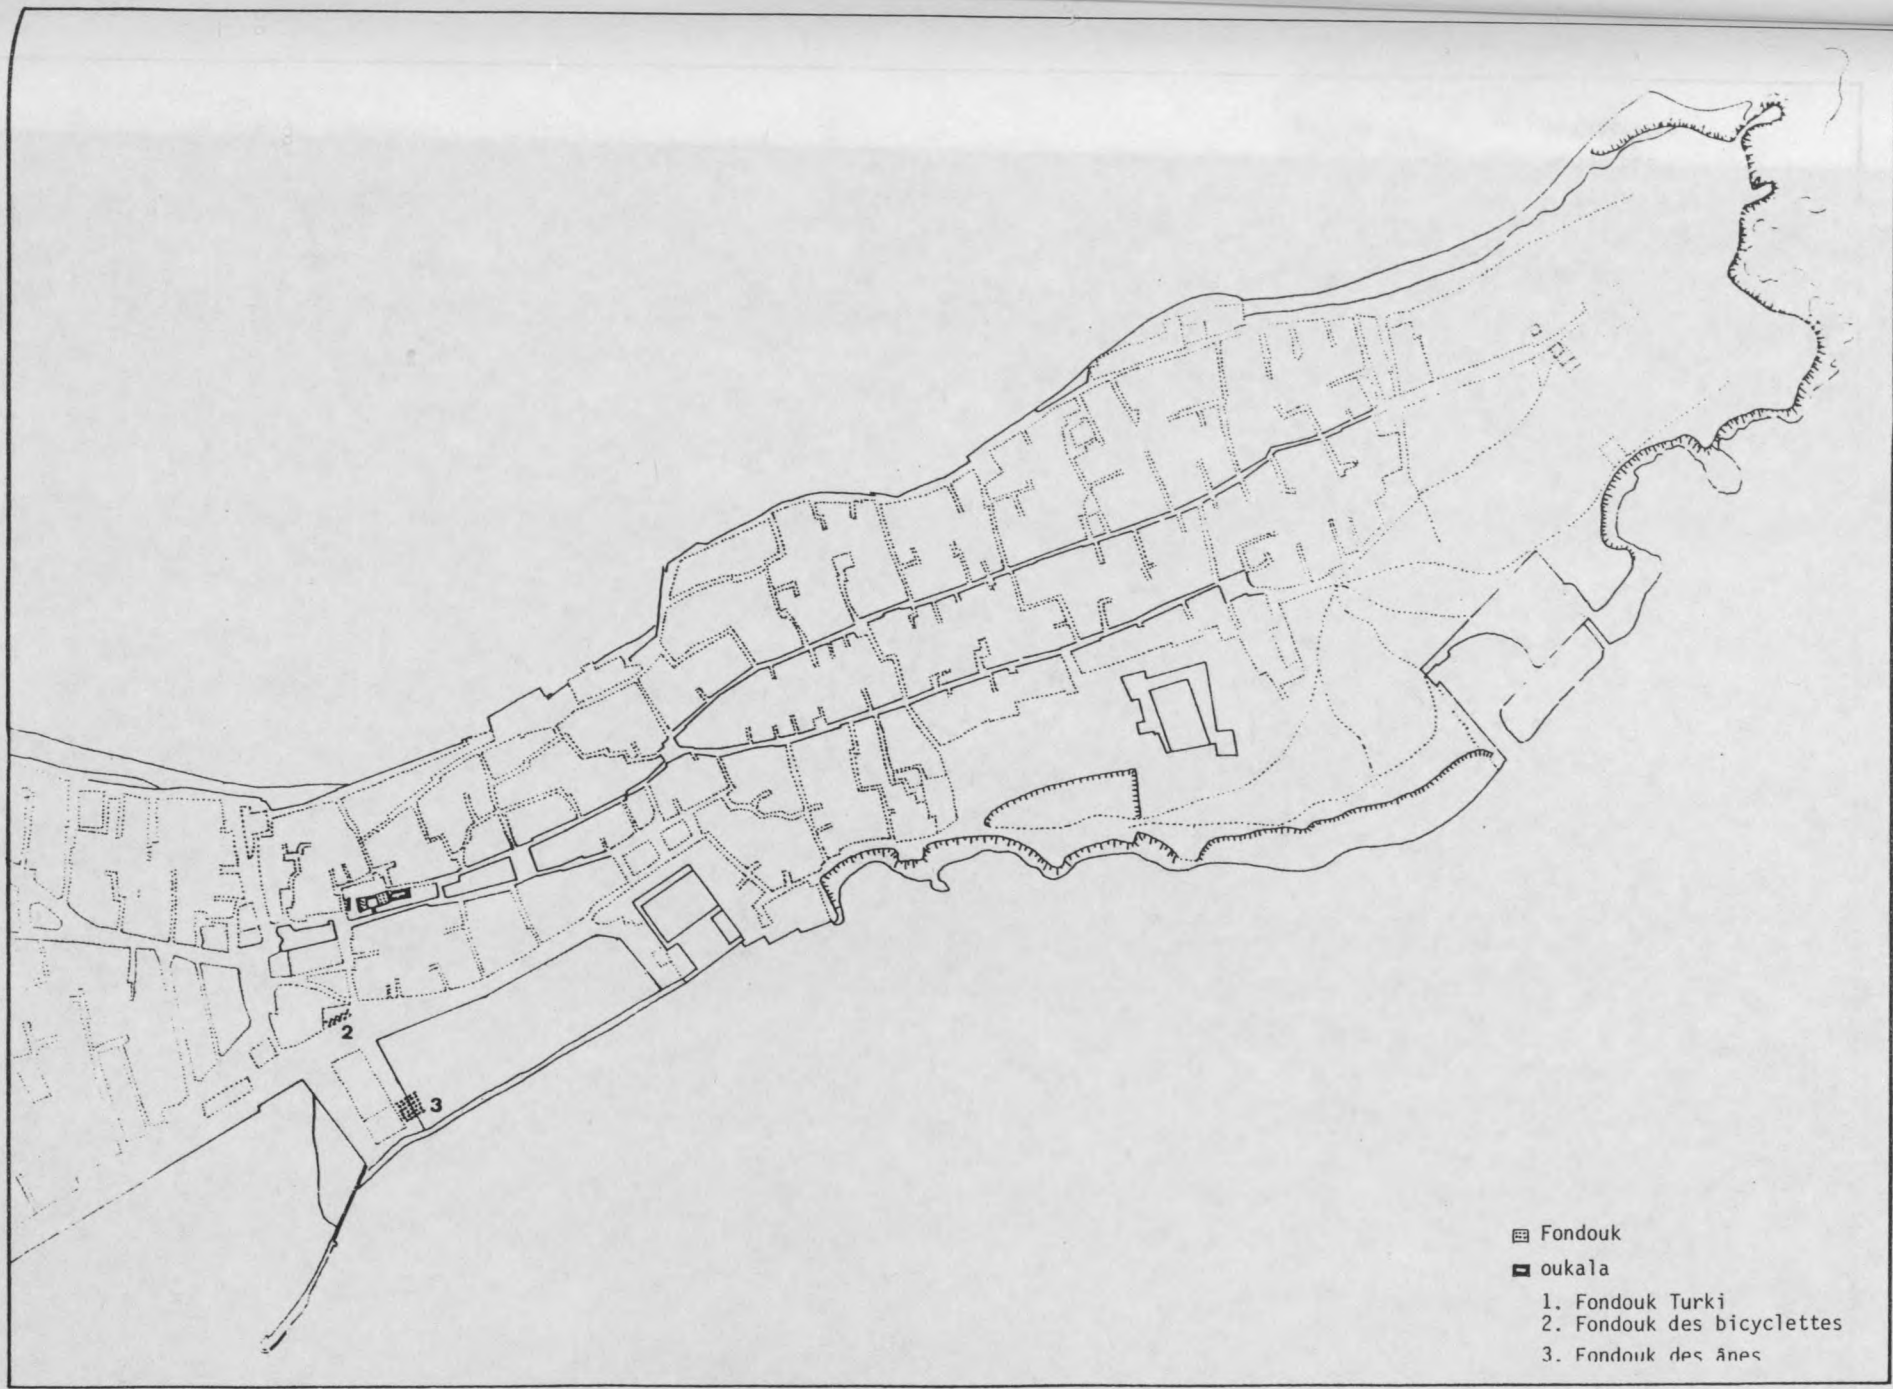 2
3
Fondouk
oukala
1. Fondouk Turki
2. Fondouk des bicyclettes
3. Fondouk des ânes